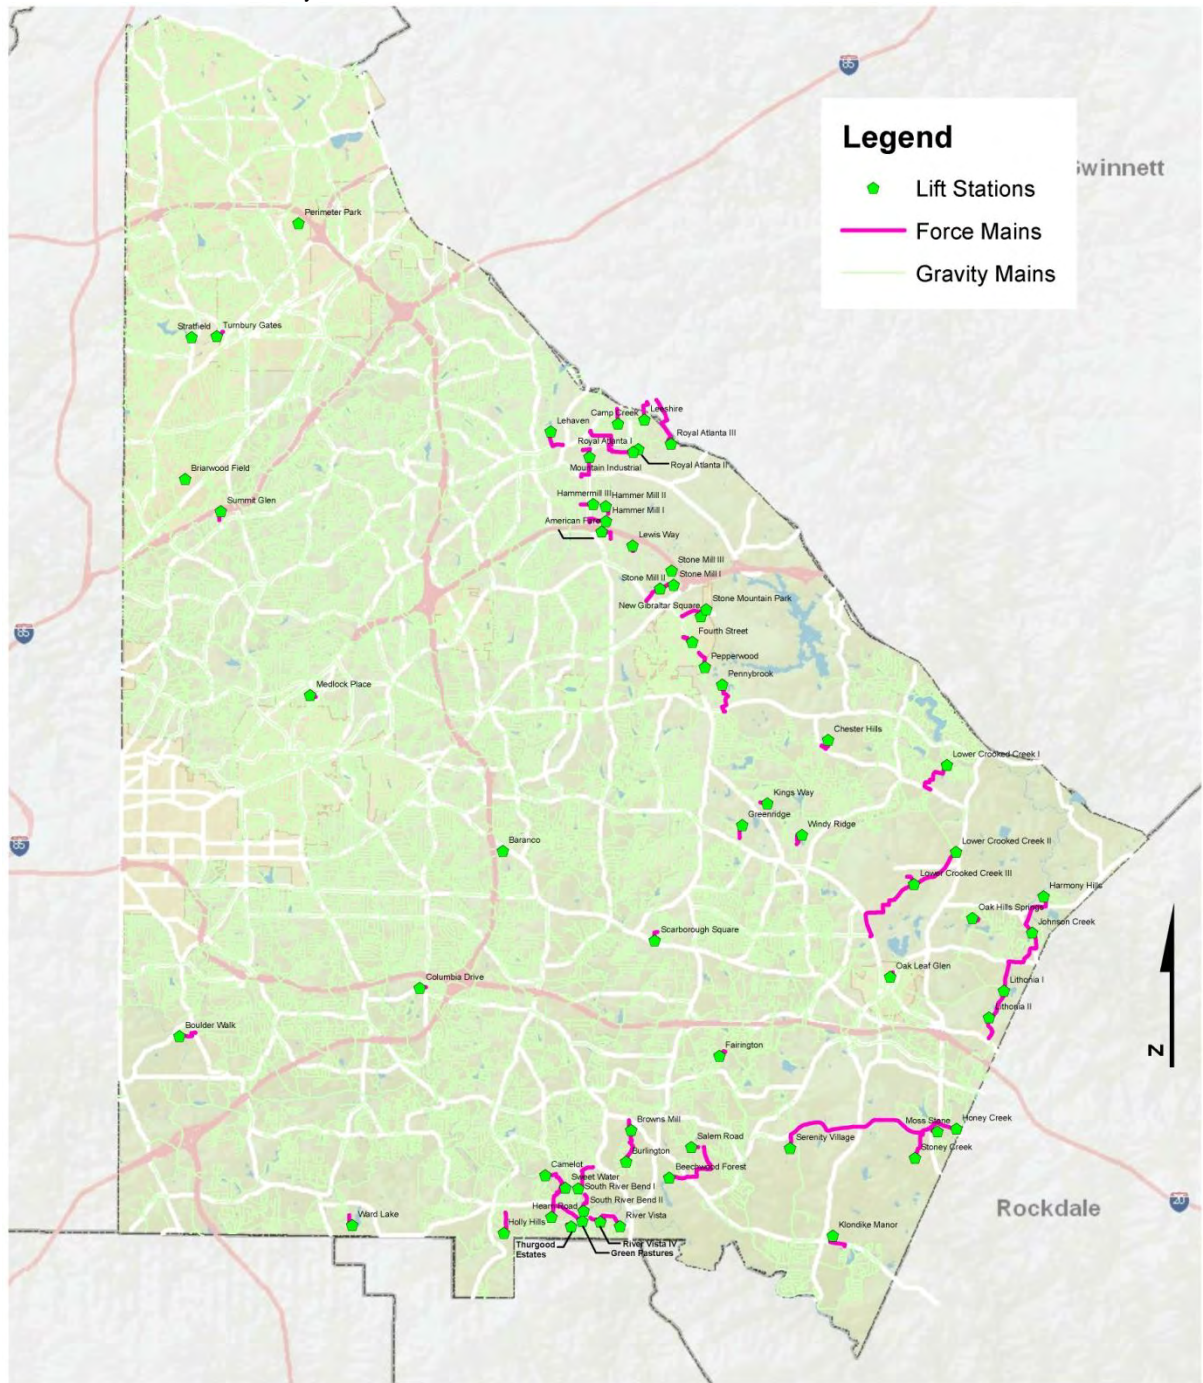 85
Legend
Gwinnett
Lift Stations
Force Mains
Gravity Mains
Perimeter Park
Stratfield
Turnbury Gates
Camp Creek
Leeshire
Lehaven
Royal Atlanta III
Royal Atlanta I
Royal Atlanta II
Mountain Industrial
Briarwood Field
Hammermill III
Hammer Mill II
Summit Glen
Hammer Mill I
American Fare
Lewis Way
Stone Mill III
Stone Mill II
Stone Mill I
New Gibraltar Square
Stone Mountain Park
85
Fourth Street
Pepperwood
Pennybrook
Medlock Place
Chester Hills
Lower Crooked Creek I
Kings Way
Greenridge
Windy Ridge
85
Baranco
Lower Crooked Creek II
Lower Crooked Creek III
Harmony Hills
Oak Hills Springs
Johnson Creek
Scarborough Square
Columbia Drive
Oak Leaf Glen
Lithonia I
Lithonia II
Boulder Walk
Fairington
N
Browns Mill
Moss Stone
Honey Creek
Salem Road
Serenity Village
Stoney Creek
Burlington
Camelot
Beechwood Forest
Sweet Water
South River Bend I
South River Bend II
Rockdale
20
Ward Lake
Holly Hills
Hearn Road
River Vista
Klondike Manor
Thurgood
Estates
River Vista IV
Green Pastures